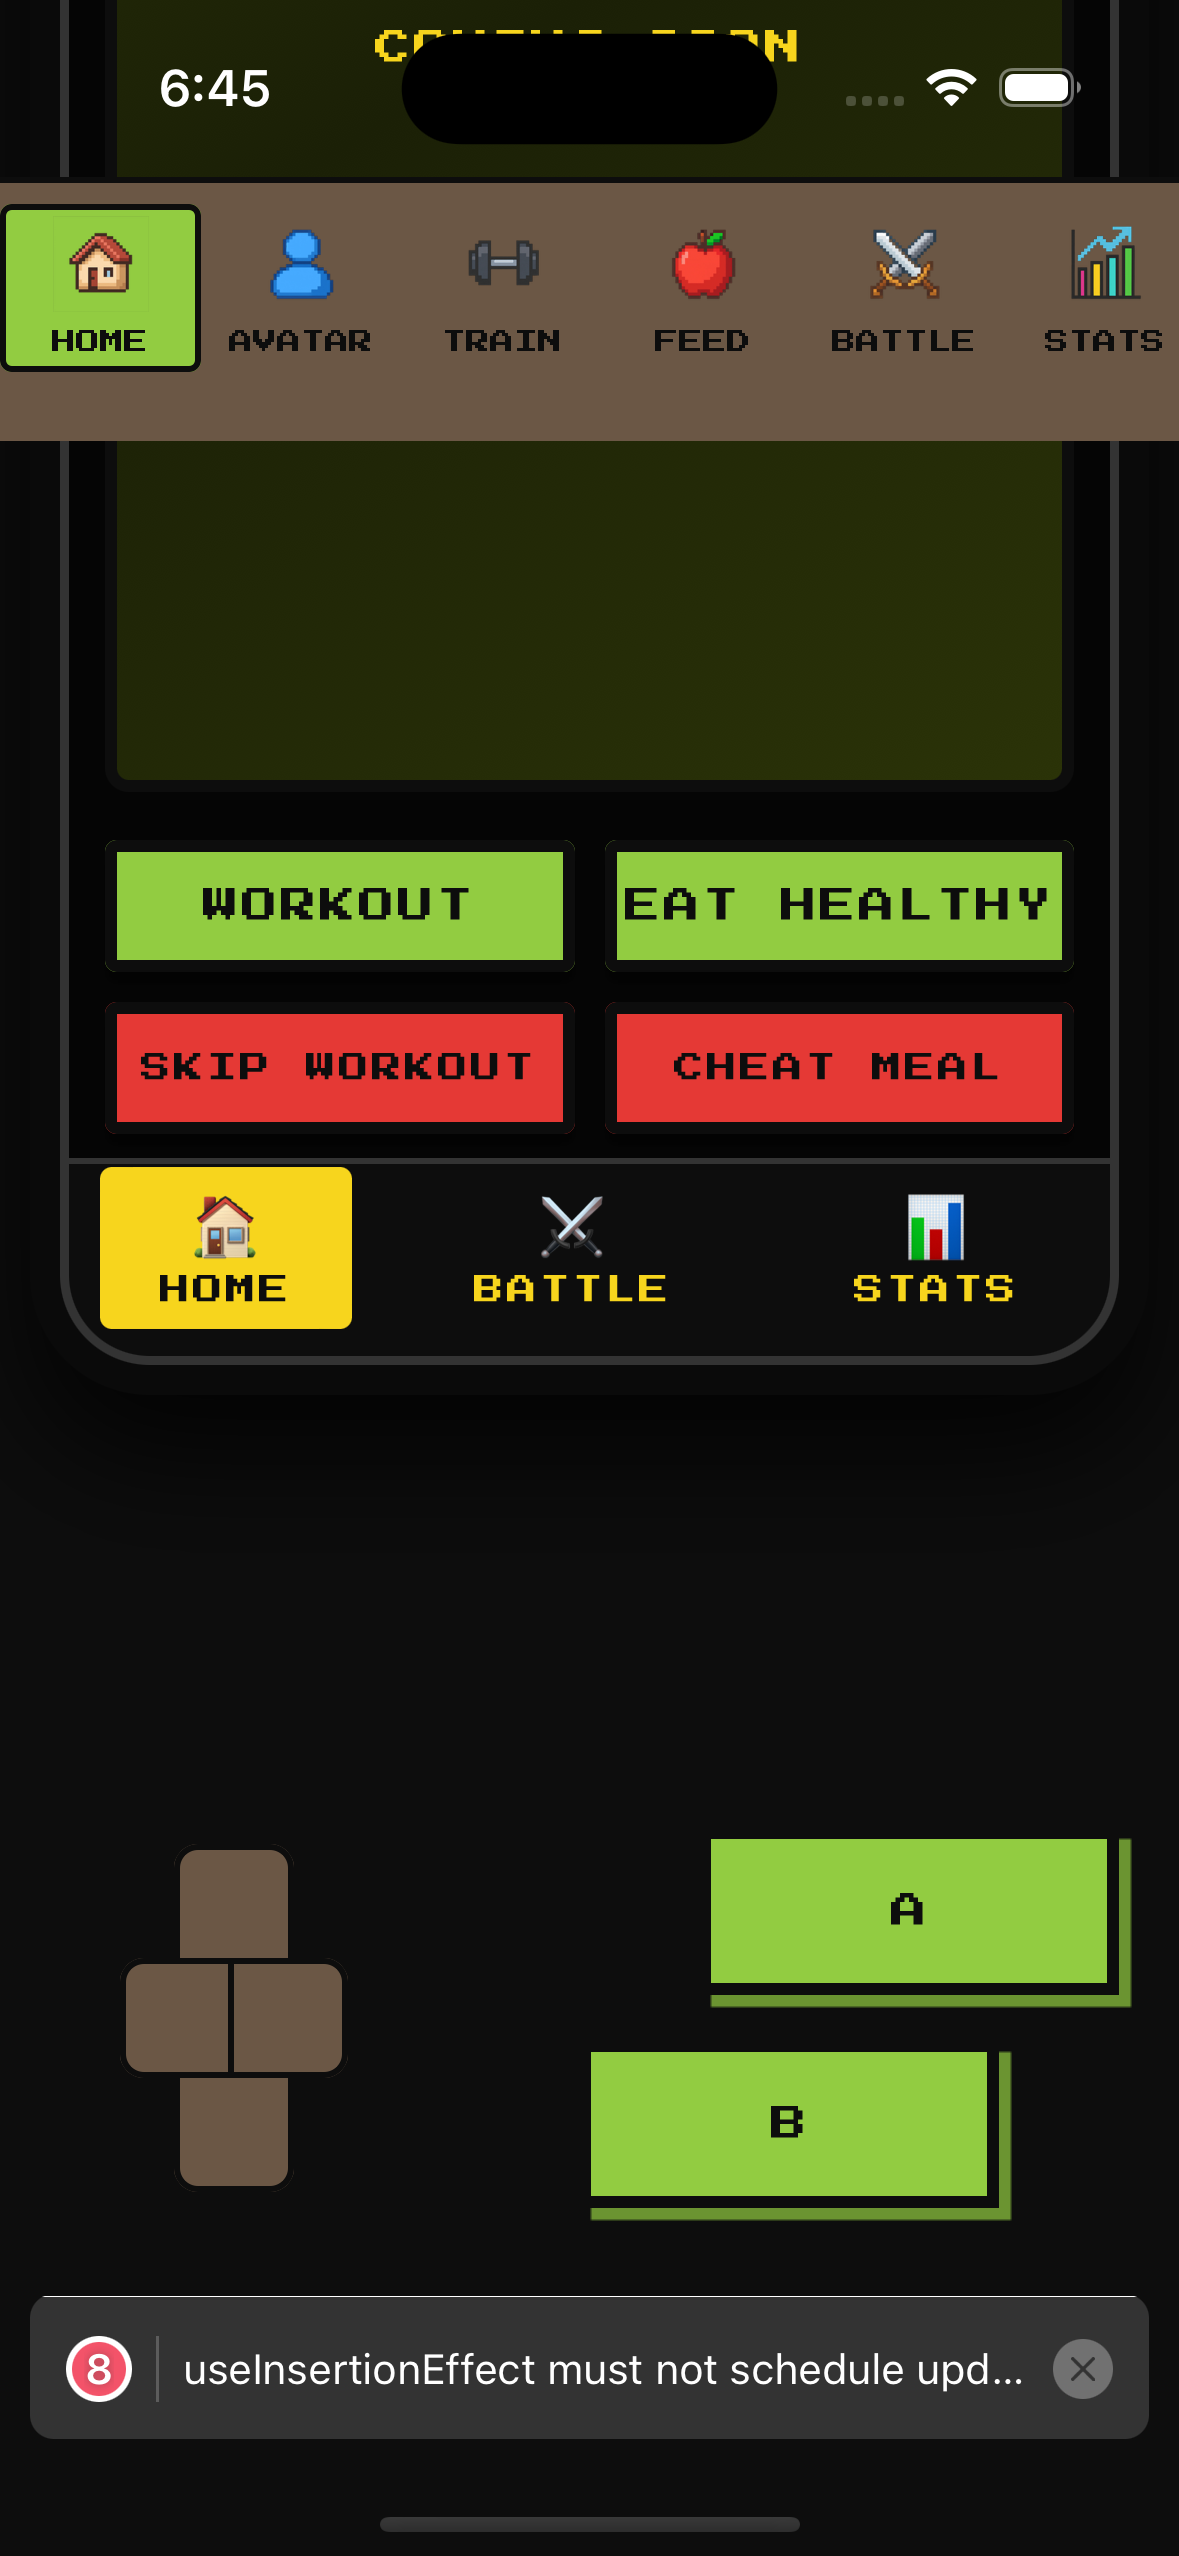 6:45
HOME AVATAR TRAIN FEED BATTLE STATS
WORKOUT EAT HEALTHY
SKIP WORKOUT CHEAT MEAL
HOME BATTLE STATS
A
B
8 useInsertionEffect must not schedule upd...